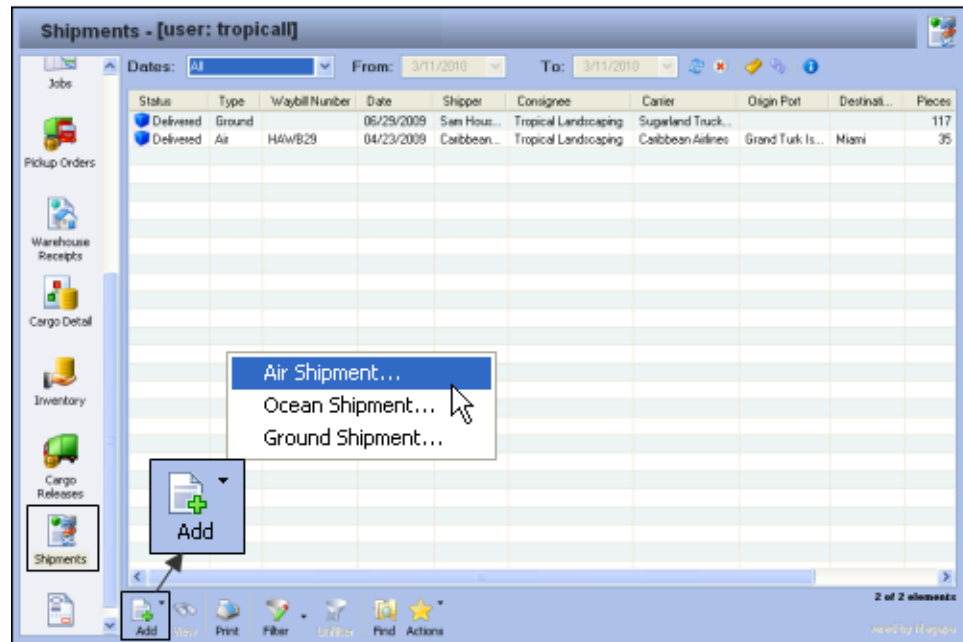 Shipments - [user: tropicall]
Dates: All From: 3/11/2010 To: 3/11/2010
Jobs
Pickup Orders
Warehouse
Receipts
Cargo Detail
Inventory
Cargo
Releases
Shipments
Status Type Waybill Number Date Shipper Consignee Carrier Origin Port Destinati... Pieces
Delivered Ground 06/29/2009 Sam Hous... Tropical Landscaping Sugarland Truck... 117
Delivered Air HAWB29 04/23/2009 Caribbean... Tropical Landscaping Caribbean Airlines Grand Turk Is... Miami 35
Air Shipment...
Ocean Shipment...
Ground Shipment...
Add
2 of 2 elements
Add View Print Filter Unfilter Find Actions